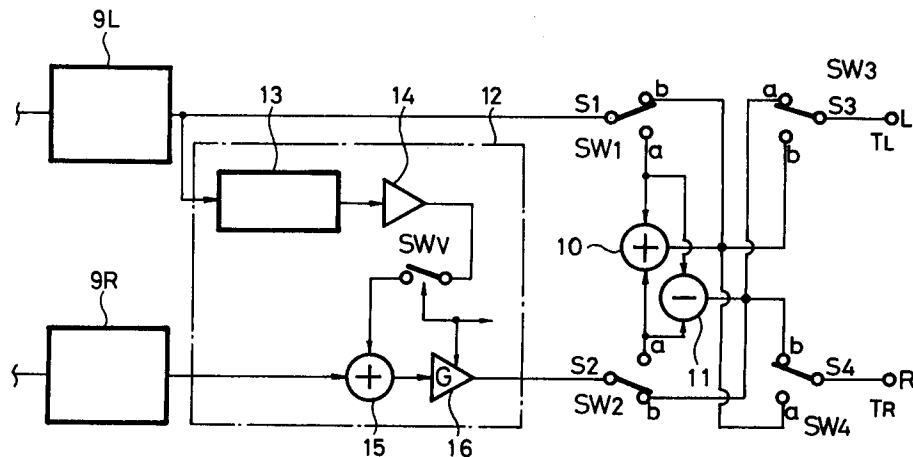 9L
13
14
12
S1
b
SW1
a
a
SW3
S3
L
TL
b
10
+
−
11
SWV
9R
+
15
G
16
S2
a
SW2
b
b
S4
R
TR
a
SW4